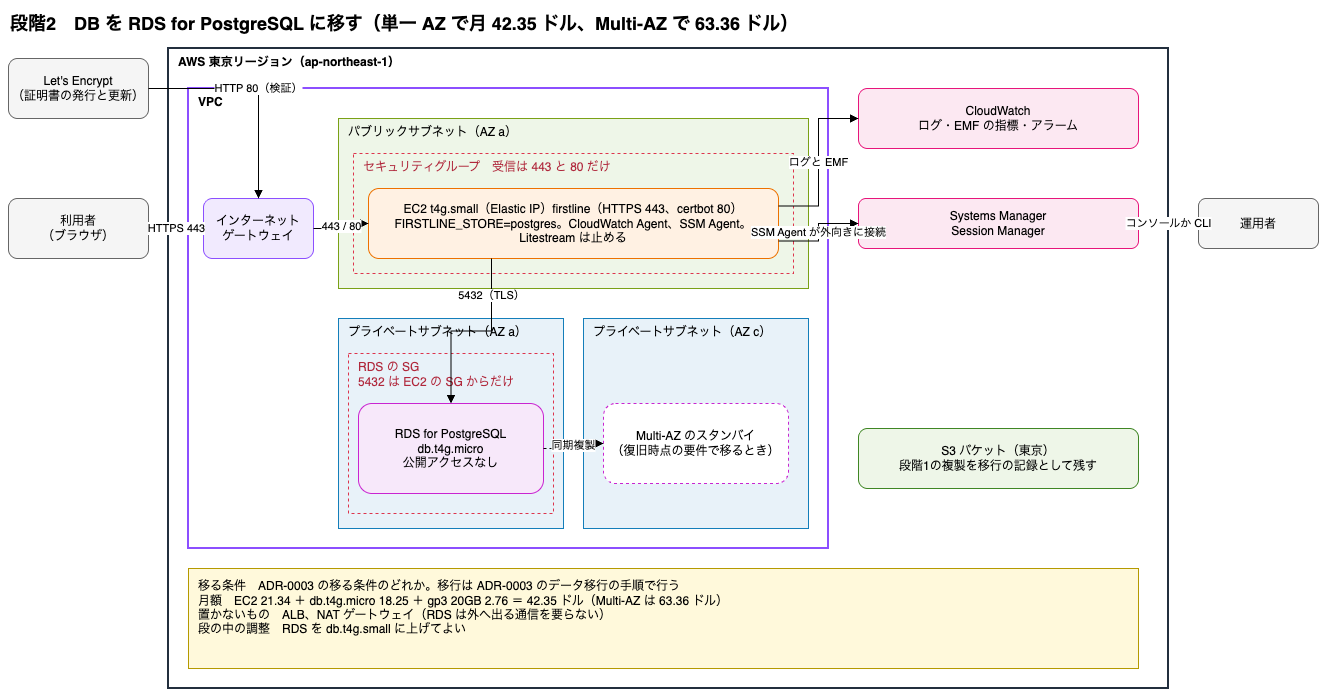 段階2　DB を RDS for PostgreSQL に移す（単一 AZ で月 42.35 ドル、Multi-AZ で 63.36 ドル）
AWS 東京リージョン（ap-northeast-1）
Let's Encrypt
（証明書の発行と更新）
HTTP 80（検証）
VPC
CloudWatch
ログ・EMF の指標・アラーム
パブリックサブネット（AZ a）
ログと EMF
セキュリティグループ　受信は 443 と 80 だけ
利用者
（ブラウザ）
HTTPS 443
インターネット
ゲートウェイ
443 / 80
EC2 t4g.small（Elastic IP）firstline（HTTPS 443、certbot 80）
FIRSTLINE_STORE=postgres。CloudWatch Agent、SSM Agent。
Litestream は止める
SSM Agent が外向きに接続
Systems Manager
Session Manager
コンソールか CLI
運用者
5432（TLS）
プライベートサブネット（AZ a）
プライベートサブネット（AZ c）
RDS の SG
5432 は EC2 の SG からだけ
RDS for PostgreSQL
db.t4g.micro
公開アクセスなし
同期複製
Multi-AZ のスタンバイ
（復旧時点の要件で移るとき）
S3 バケット（東京）
段階1の複製を移行の記録として残す
移る条件　ADR-0003 の移る条件のどれか。移行は ADR-0003 のデータ移行の手順で行う
月額　EC2 21.34 ＋ db.t4g.micro 18.25 ＋ gp3 20GB 2.76 ＝ 42.35 ドル（Multi-AZ は 63.36 ドル）
置かないもの　ALB、NAT ゲートウェイ（RDS は外へ出る通信を要らない）
段の中の調整　RDS を db.t4g.small に上げてよい